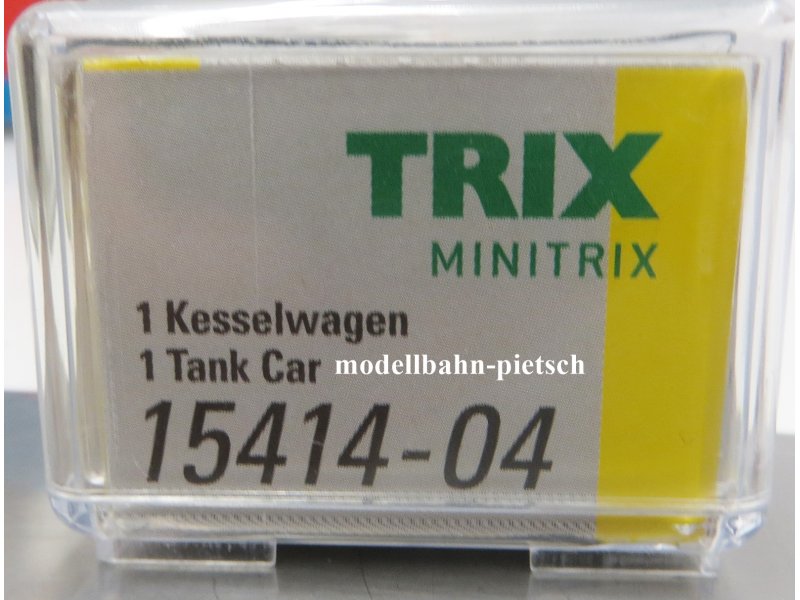 TRIX
MINITRIX
1 Kesselwagen
1 Tank Car
modellbahn-pietsch
15414-04